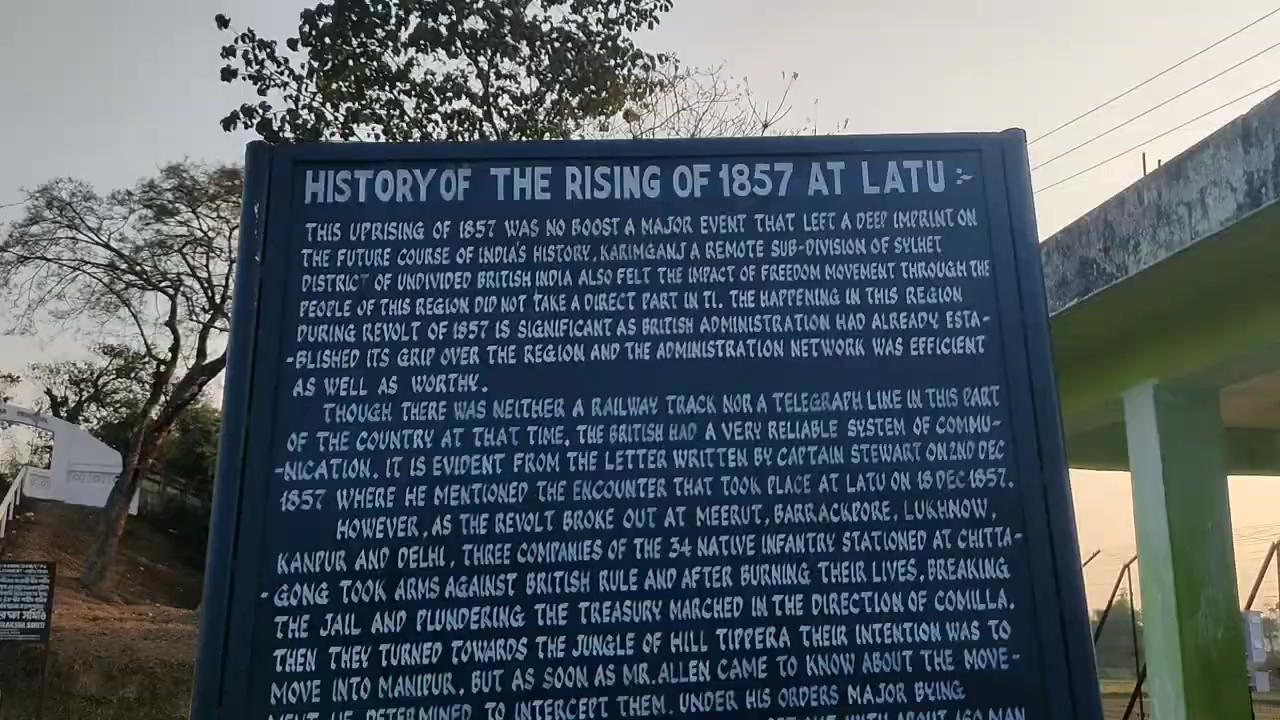 HISTORY OF THE RISING OF 1857 AT LATU :-
THIS UPRISING OF 1857 WAS NO BOOST A MAJOR EVENT THAT LEFT A DEEP IMPRINT ON
THE FUTURE COURSE OF INDIA'S HISTORY. KARIMGANJ A REMOTE SUB-DIVISION OF SYLHET
DISTRICT OF UNDIVIDED BRITISH INDIA ALSO FELT THE IMPACT OF FREEDOM MOVEMENT THROUGH THE
PEOPLE OF THIS REGION DID NOT TAKE A DIRECT PART IN TI. THE HAPPENING IN THIS REGION
DURING REVOLT OF 1857 IS SIGNIFICANT AS BRITISH ADMINISTRATION HAD ALREADY ESTA-
-BLISHED ITS GRIP OVER THE REGION AND THE ADMINISTRATION NETWORK WAS EFFICIENT
AS WELL AS WORTHY.
THOUGH THERE WAS NEITHER A RAILWAY TRACK NOR A TELEGRAPH LINE IN THIS PART
OF THE COUNTRY AT THAT TIME, THE BRITISH HAD A VERY RELIABLE SYSTEM OF COMMU-
-NICATION. IT IS EVIDENT FROM THE LETTER WRITTEN BY CAPTAIN STEWART ON 2ND DEC
1857 WHERE HE MENTIONED THE ENCOUNTER THAT TOOK PLACE AT LATU ON 18 DEC 1857.
HOWEVER, AS THE REVOLT BROKE OUT AT MEERUT, BARRACKPORE, LUKHNOW,
KANPUR AND DELHI, THREE COMPANIES OF THE 34 NATIVE INFANTRY STATIONED AT CHITTA-
-GONG TOOK ARMS AGAINST BRITISH RULE AND AFTER BURNING THEIR LIVES, BREAKING
THE JAIL AND PLUNDERING THE TREASURY MARCHED IN THE DIRECTION OF COMILLA.
THEN THEY TURNED TOWARDS THE JUNGLE OF HILL TIPPERA THEIR INTENTION WAS TO
MOVE INTO MANIPUR, BUT AS SOON AS MR. ALLEN CAME TO KNOW ABOUT THE MOVE-
MENT HE DETERMINED TO INTERCEPT THEM. UNDER HIS ORDERS MAJOR BYING
OUT WITH ABOUT 160 MAN